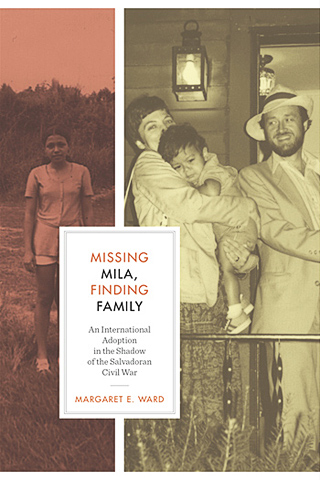 MISSING
MILA,
FINDING
FAMILY
An International
Adoption
in the Shadow
of the Salvadoran
Civil War
MARGARET E. WARD